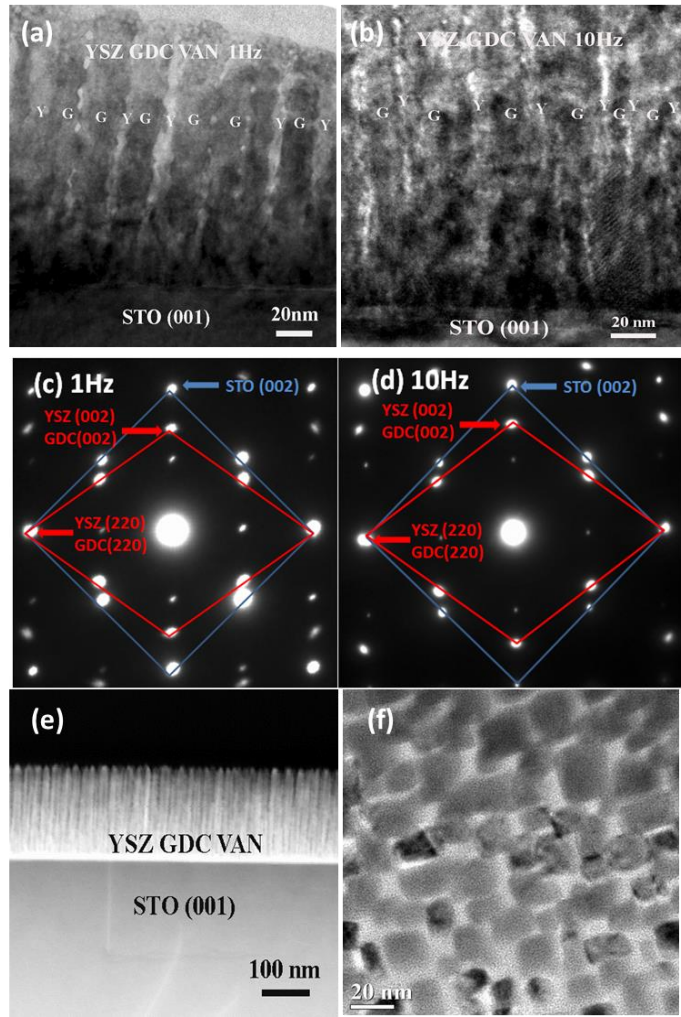 (a)
YSZ GDC VAN 1Hz
Y G G Y G Y G G Y G Y
STO (001)
20nm
(b)
YSZ GDC VAN 10Hz
Y G Y G Y G Y G Y G Y G
STO (001)
20 nm
(c) 1Hz
STO (002)
YSZ (002)
GDC(002)
YSZ (220)
GDC(220)
(d) 10Hz
STO (002)
YSZ (002)
GDC(002)
YSZ (220)
GDC(220)
(e)
YSZ GDC VAN
STO (001)
100 nm
(f)
20 nm